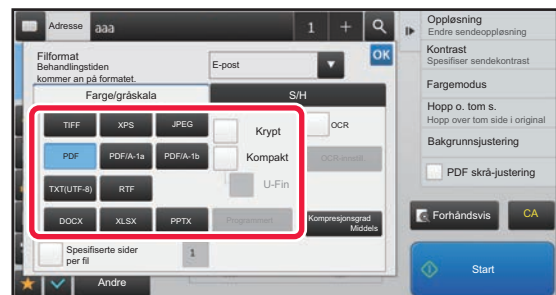 Adresse aaa 1 +
Filformat
Behandlingstiden
kommer an på formatet.
E-post
OK
Farge/gråskala S/H
TIFF XPS JPEG Krypt OCR
PDF PDF/A-1a PDF/A-1b Kompakt
TXT(UTF-8) RTF U-Fin
DOCX XLSX PPTX Programmet Kompresjonsgrad
Middels
Spesifiserte sider
per fil
1
Andre
Oppløsning
Endre sendeoppløsning
Kontrast
Spesifiser sendekontrast
Fargemodus
Hopp o. tom s.
Hopp over tom side i original
Bakgrunnsjustering
PDF skrå-justering
Forhåndsvis CA
Start